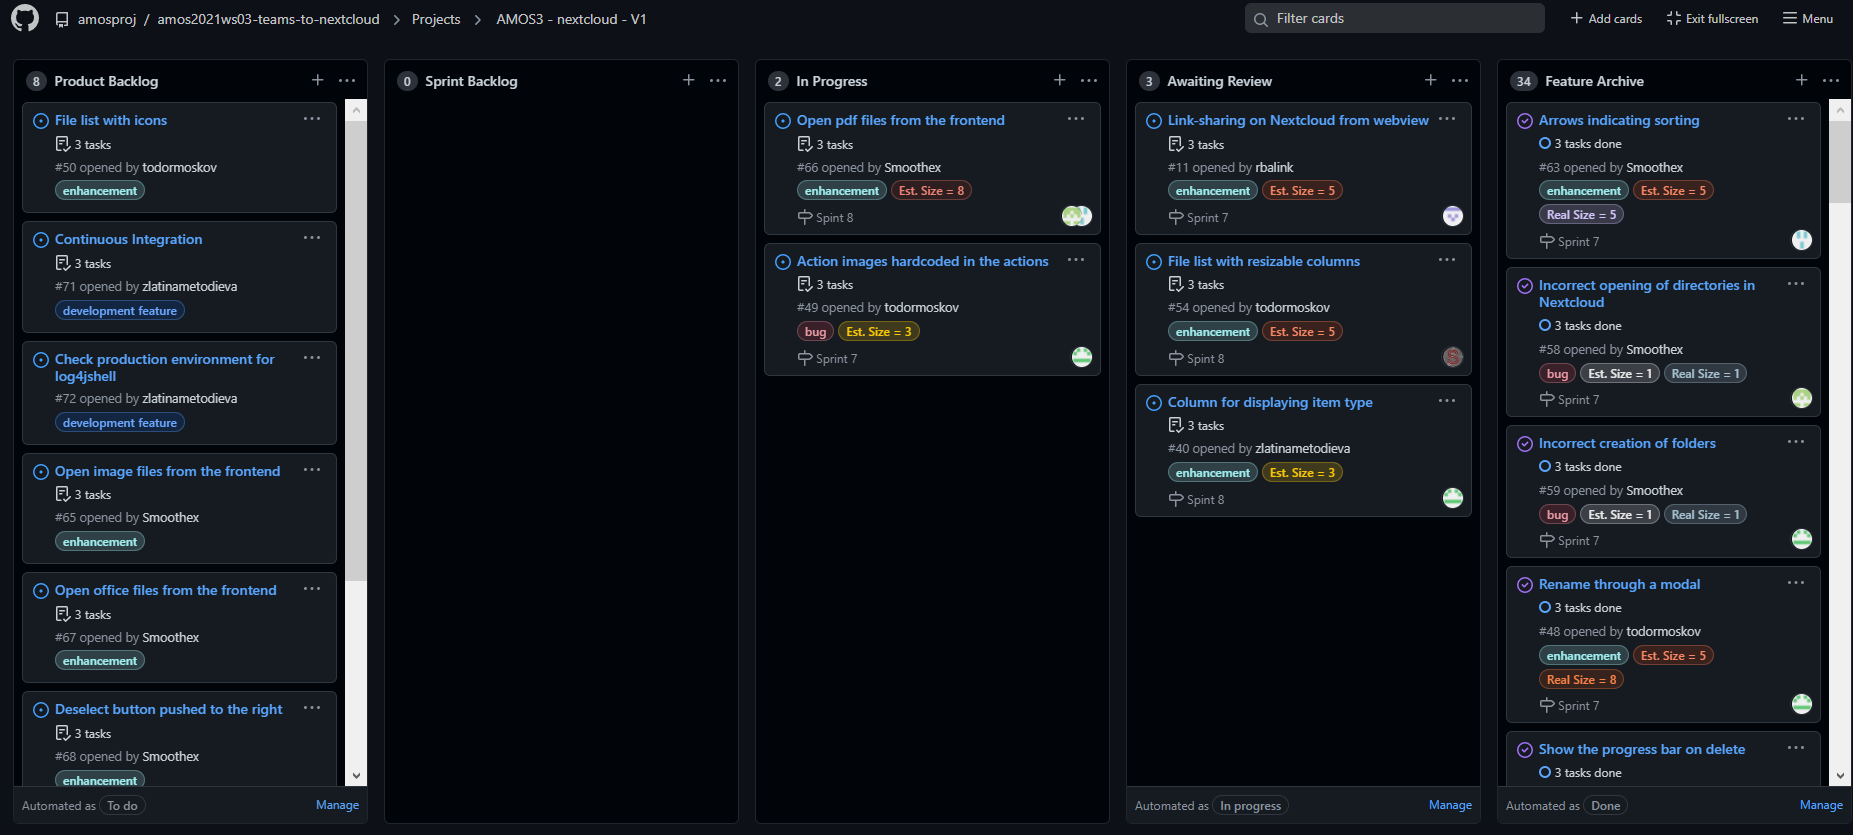 amosproj / amos2021ws03-teams-to-nextcloud > Projects > AMOS3 - nextcloud - V1
Filter cards
Add cards
Exit fullscreen
Menu
8 Product Backlog
File list with icons
3 tasks
#50 opened by todormoskov
enhancement
Continuous Integration
3 tasks
#71 opened by zlatinametodieva
development feature
Check production environment for
log4jshell
#72 opened by zlatinametodieva
development feature
Open image files from the frontend
3 tasks
#65 opened by Smoothex
enhancement
Open office files from the frontend
3 tasks
#67 opened by Smoothex
enhancement
Deselect button pushed to the right
3 tasks
#68 opened by Smoothex
enhancement
Automated as To do
Manage
0 Sprint Backlog
2 In Progress
Open pdf files from the frontend
3 tasks
#66 opened by Smoothex
enhancement Est. Size = 8
Spint 8
Action images hardcoded in the actions
3 tasks
#49 opened by todormoskov
bug Est. Size = 3
Sprint 7
3 Awaiting Review
Link-sharing on Nextcloud from webview
3 tasks
#11 opened by rbalink
enhancement Est. Size = 5
Sprint 7
File list with resizable columns
3 tasks
#54 opened by todormoskov
enhancement Est. Size = 5
Spint 8
Column for displaying item type
3 tasks
#40 opened by zlatinametodieva
enhancement Est. Size = 3
Spint 8
Automated as In progress
Manage
34 Feature Archive
Arrows indicating sorting
3 tasks done
#63 opened by Smoothex
enhancement Est. Size = 5
Real Size = 5
Sprint 7
Incorrect opening of directories in
Nextcloud
3 tasks done
#58 opened by Smoothex
bug Est. Size = 1 Real Size = 1
Sprint 7
Incorrect creation of folders
3 tasks done
#59 opened by Smoothex
bug Est. Size = 1 Real Size = 1
Sprint 7
Rename through a modal
3 tasks done
#48 opened by todormoskov
enhancement Est. Size = 5
Real Size = 8
Sprint 7
Show the progress bar on delete
3 tasks done
Automated as Done
Manage